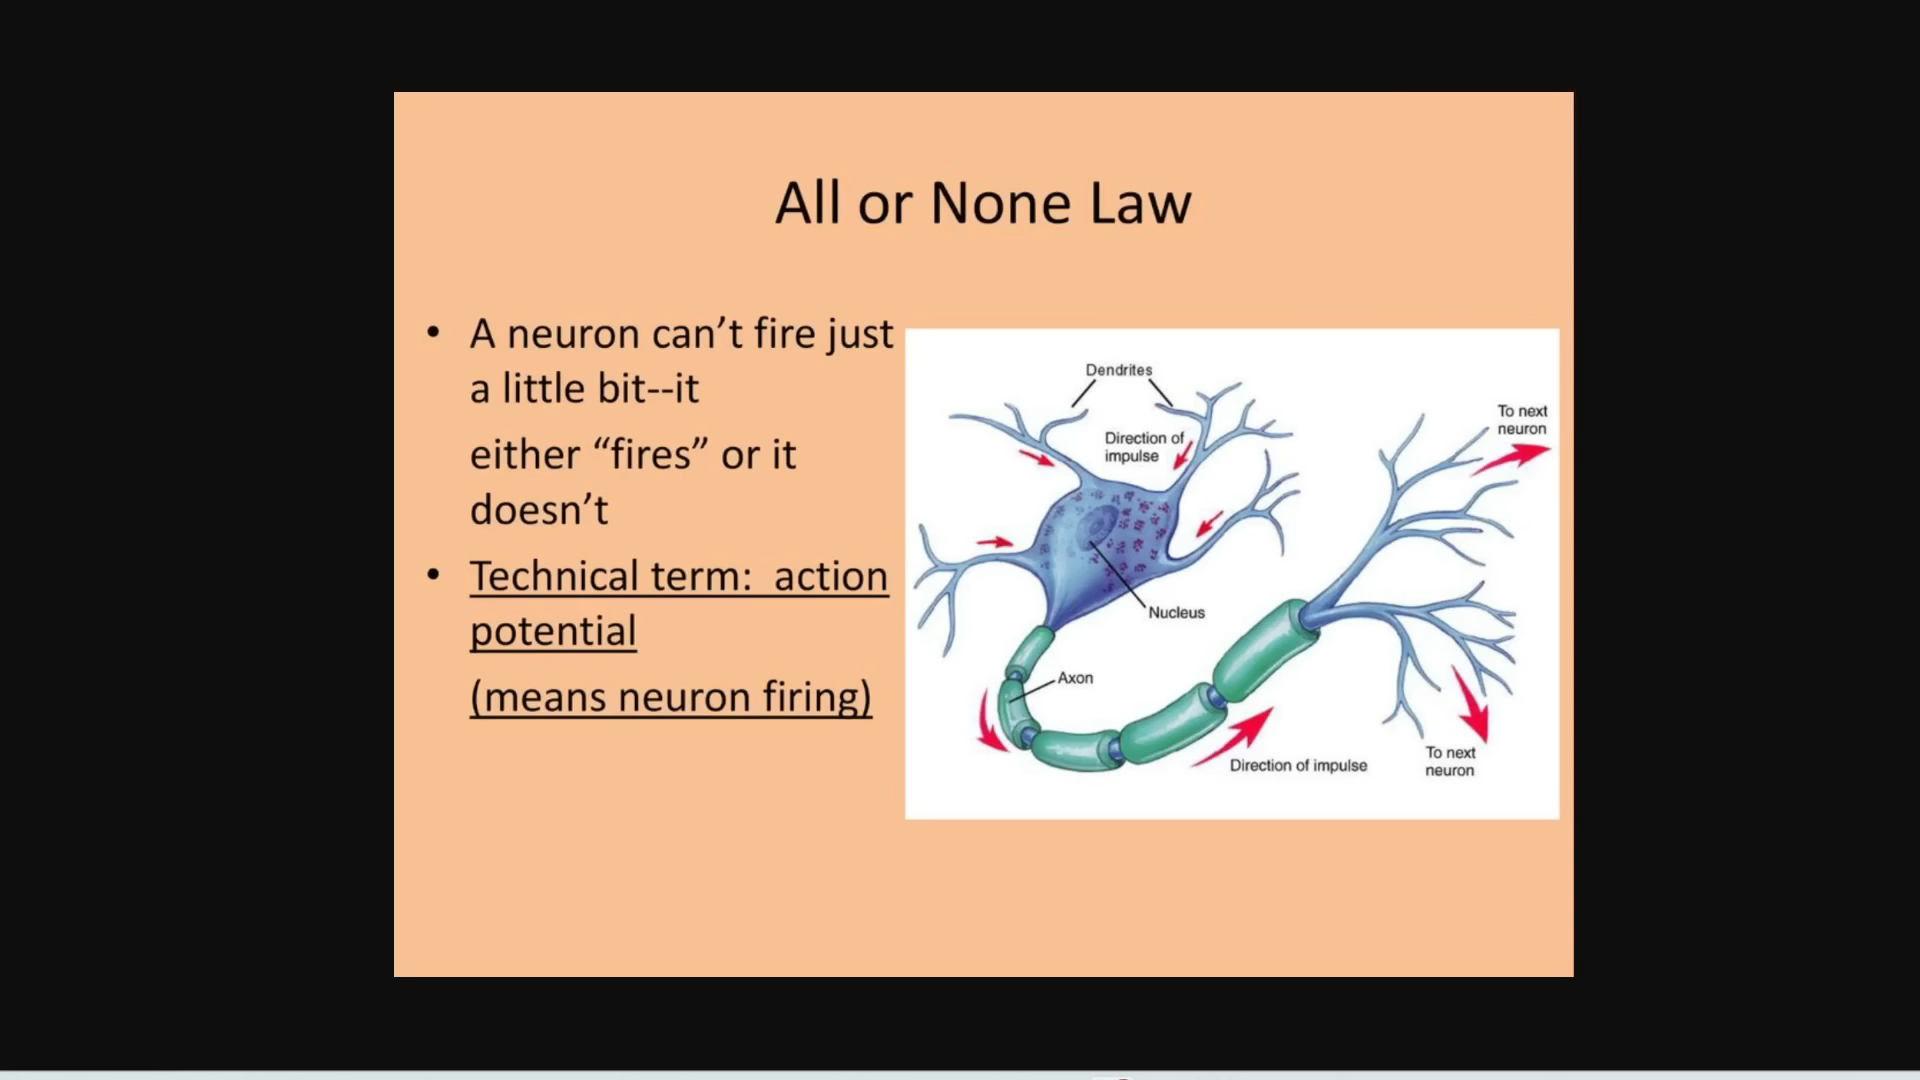 All or None Law
• A neuron can’t fire just
a little bit--it
either “fires” or it
doesn’t
• Technical term:  action
potential
(means neuron firing)
Dendrites
Direction of
impulse
To next
neuron
Nucleus
Axon
Direction of impulse
To next
neuron